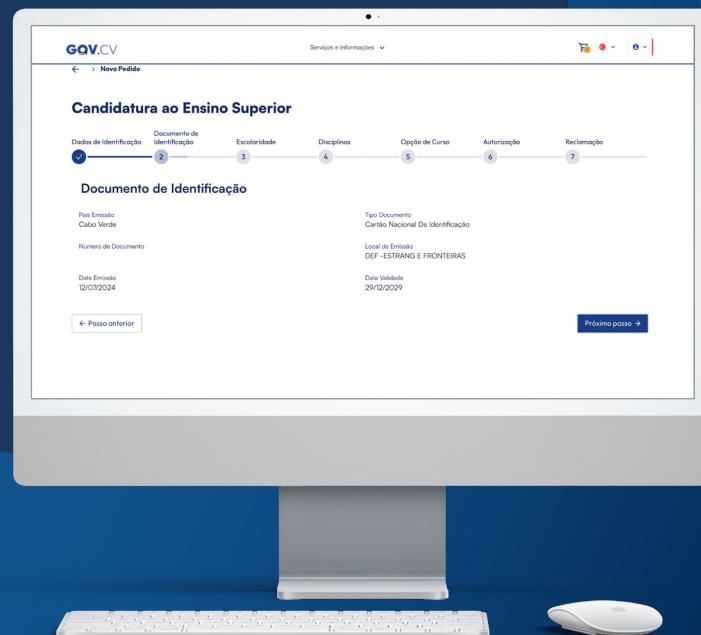 GOV.CV
Serviços e informações
← > Novo Pedido
Candidatura ao Ensino Superior
Dados de Identificação
Documento de Identificação
Escolaridade
Disciplinas
Opção de Curso
Autorização
Reclamação
2
3
4
5
6
7
Documento de Identificação
País Emissão
Cabo Verde
Tipo Documento
Cartão Nacional De Identificação
Número de Documento
Local de Emissão
DEF -ESTRANG E FRONTEIRAS
Data Emissão
12/07/2024
Data Validade
29/12/2029
← Passo anterior
Próximo passo →